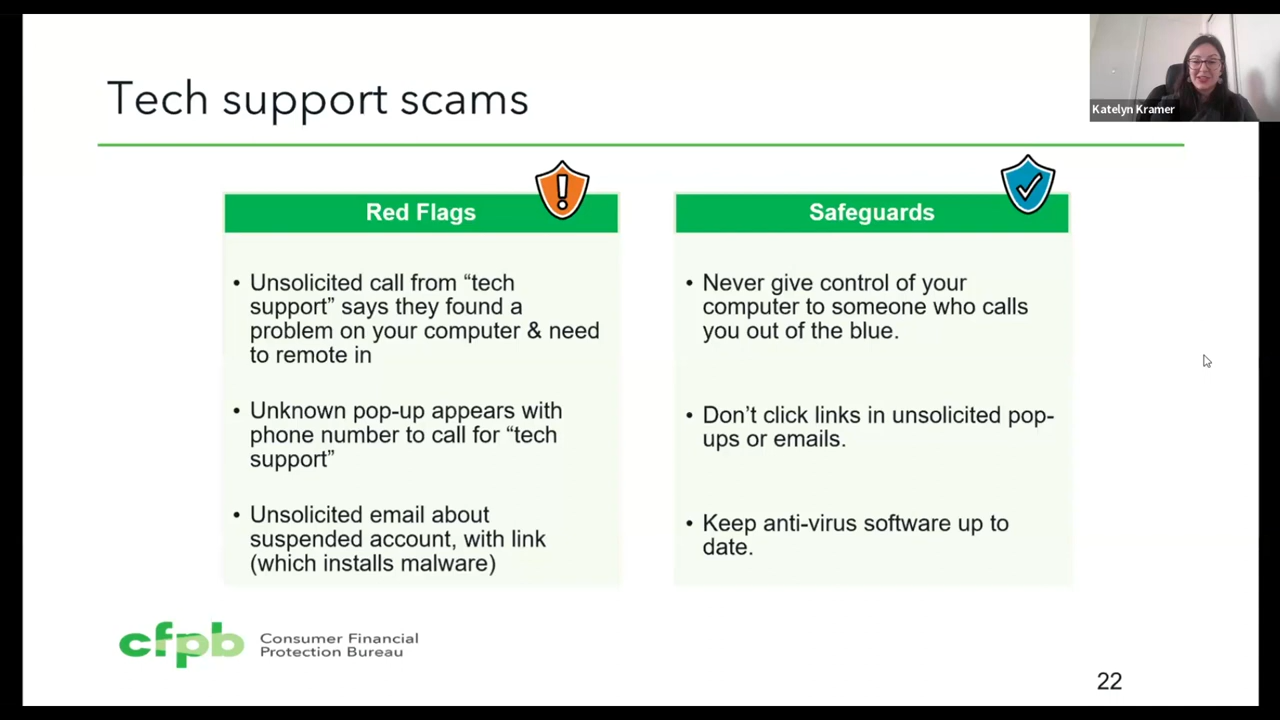 Tech support scams
Katelyn Kramer
Red Flags
• Unsolicited call from “tech
support” says they found a
problem on your computer & need
to remote in
• Unknown pop-up appears with
phone number to call for “tech
support”
• Unsolicited email about
suspended account, with link
(which installs malware)
Safeguards
• Never give control of your
computer to someone who calls
you out of the blue.
• Don’t click links in unsolicited pop-
ups or emails.
• Keep anti-virus software up to
date.
cfpb
Consumer Financial
Protection Bureau
22